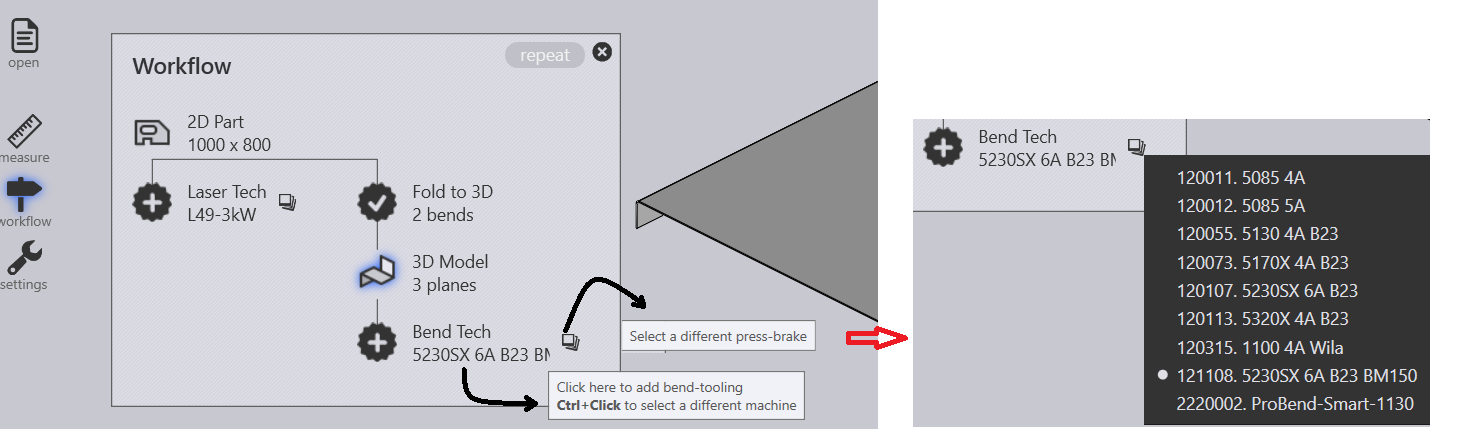 open
measure
workflow
settings
Workflow
repeat
2D Part
1000 x 800
Laser Tech
L49-3kW
Fold to 3D
2 bends
3D Model
3 planes
Bend Tech
5230SX 6A B23 BM
Select a different press-brake
Click here to add bend-tooling
Ctrl+Click to select a different machine
Bend Tech
5230SX 6A B23 BM
120011. 5085 4A
120012. 5085 5A
120055. 5130 4A B23
120073. 5170X 4A B23
120107. 5230SX 6A B23
120113. 5320X 4A B23
120315. 1100 4A Wila
121108. 5230SX 6A B23 BM150
2220002. ProBend-Smart-1130